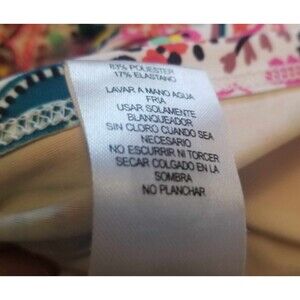 83% POLIESTER
17% ELASTANO
LAVAR A MANO AGUA
FRIA
USAR SOLAMENTE
BLANQUEADOR
SIN CLORO CUANDO SEA
NECESARIO
NO ESCURRIR NI TORCER
SECAR COLGADO EN LA
SOMBRA
NO PLANCHAR